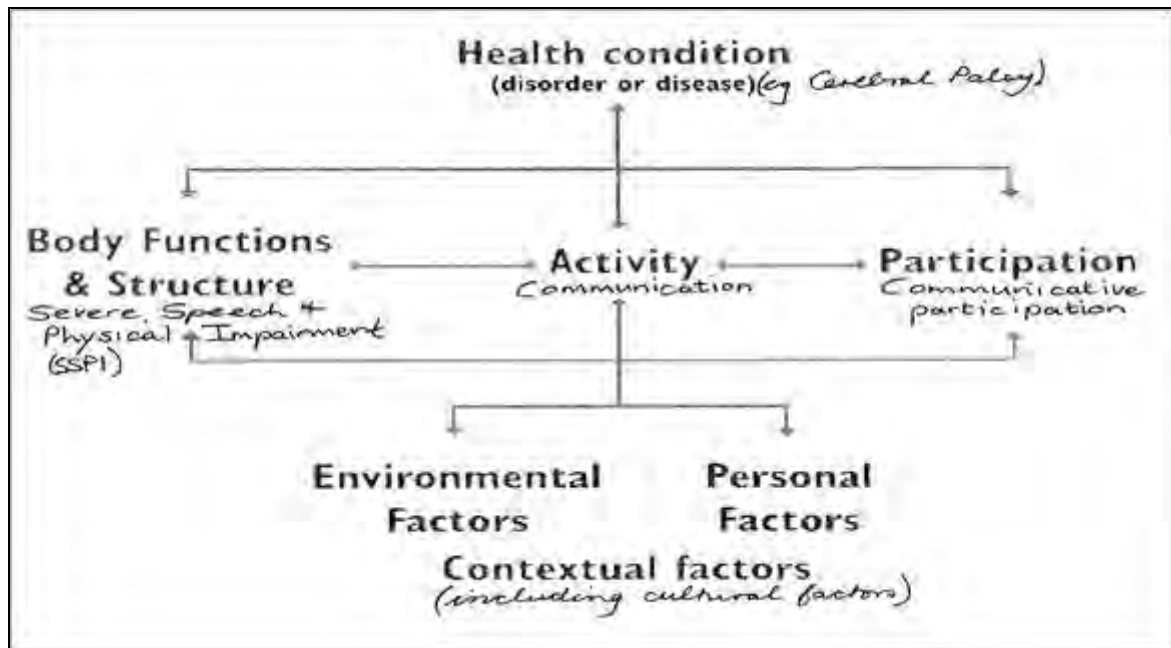 Health condition
(disorder or disease) (eg Cerebral Palsy)
Body Functions
& Structure
Severe Speech +
Physical Impairment
(SSPI)
Activity
Communication
Participation
Communicative
participation
Environmental
Factors
Personal
Factors
Contextual factors
(including cultural factors)